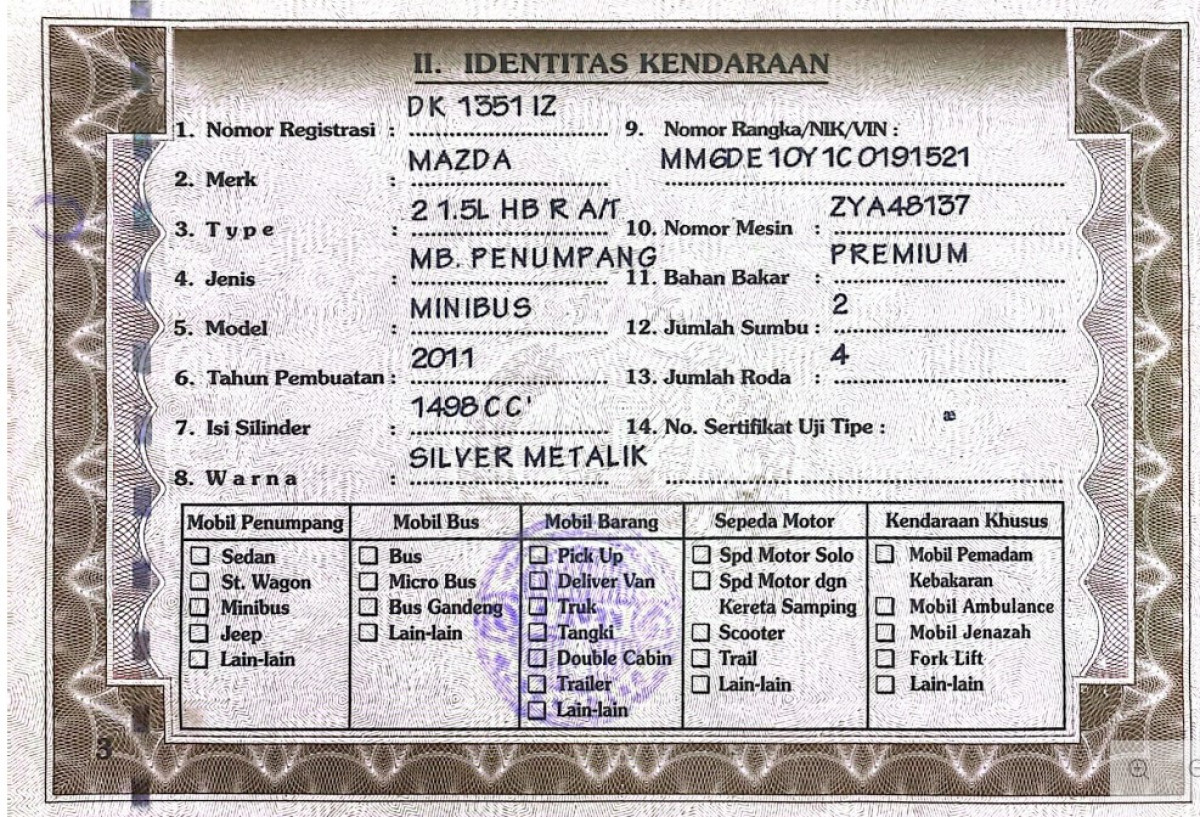 II. IDENTITAS KENDARAAN
1. Nomor Registrasi : DK 1351 IZ
2. Merk : MAZDA
3. Type : 2 1.5L HB R A/T
4. Jenis : MB. PENUMPANG
5. Model : MINIBUS
6. Tahun Pembuatan : 2011
7. Isi Silinder : 1498 CC'
8. Warna : SILVER METALIK
9. Nomor Rangka/NIK/VIN :
MM6DE10Y1C0191521
10. Nomor Mesin : ZYA48137
11. Bahan Bakar : PREMIUM
12. Jumlah Sumbu : 2
13. Jumlah Roda : 4
14. No. Sertifikat Uji Tipe :
Mobil Penumpang
Sedan
St. Wagon
Minibus
Jeep
Lain-lain
Mobil Bus
Bus
Micro Bus
Bus Gandeng
Lain-lain
Mobil Barang
Pick Up
Deliver Van
Truk
Tangki
Double Cabin
Trailer
Lain-lain
Sepeda Motor
Spd Motor Solo
Spd Motor dgn
Kereta Samping
Scooter
Trail
Lain-lain
Kendaraan Khusus
Mobil Pemadam
Kebakaran
Mobil Ambulance
Mobil Jenazah
Fork Lift
Lain-lain
3